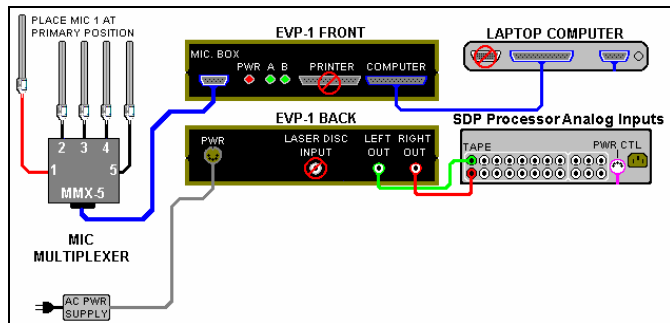 PLACE MIC 1 AT
PRIMARY POSITION
EVP-1 FRONT
LAPTOP COMPUTER
MIC. BOX
PWR A B PRINTER COMPUTER
EVP-1 BACK
SDP Processor Analog Inputs
PWR
LASER DISC
INPUT
LEFT
OUT
RIGHT
OUT
TAPE
PWR CTL
2 3 4
1 5
MMX-5
MIC
MULTIPLEXER
AC PWR
SUPPLY